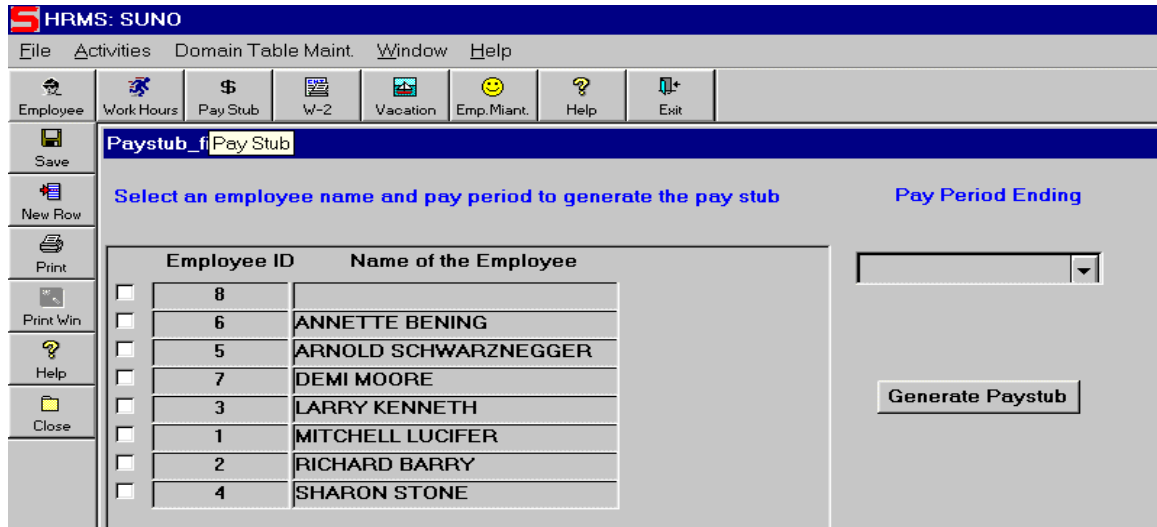 S HRMS: SUNO
File Activities Domain Table Maint. Window Help
Employee Work Hours Pay Stub W-2 Vacation Emp.Miant. Help Exit
Save
New Row
Print
Print Win
Help
Close
Paystub_fi Pay Stub
Select an employee name and pay period to generate the pay stub
Pay Period Ending
Employee ID Name of the Employee
8
6 ANNETTE BENING
5 ARNOLD SCHWARZNEGGER
7 DEMI MOORE
3 LARRY KENNETH
1 MITCHELL LUCIFER
2 RICHARD BARRY
4 SHARON STONE
Generate Paystub